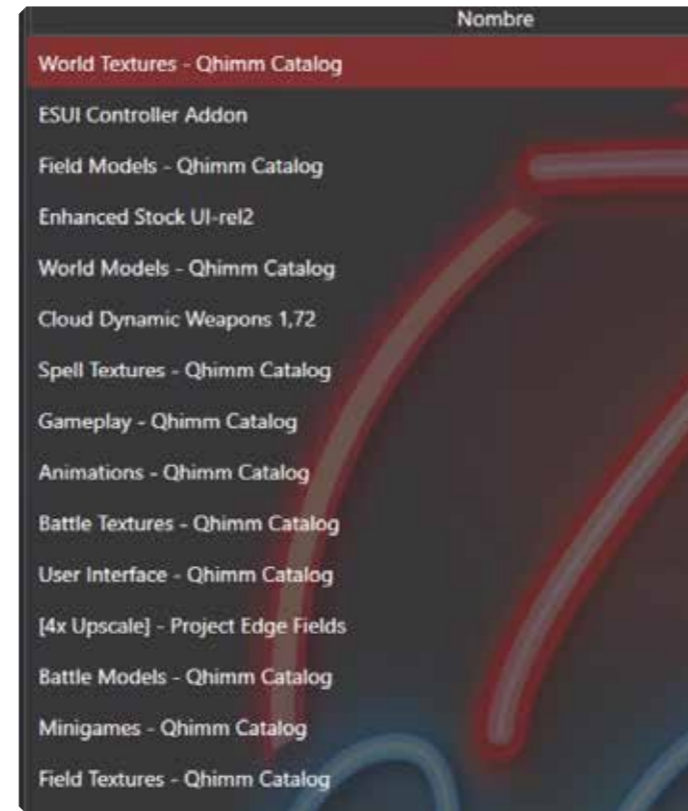 Nombre
World Textures - Qhimm Catalog
ESUI Controller Addon
Field Models - Qhimm Catalog
Enhanced Stock UI-rel2
World Models - Qhimm Catalog
Cloud Dynamic Weapons 1,72
Spell Textures - Qhimm Catalog
Gameplay - Qhimm Catalog
Animations - Qhimm Catalog
Battle Textures - Qhimm Catalog
User Interface - Qhimm Catalog
[4x Upscale] - Project Edge Fields
Battle Models - Qhimm Catalog
Minigames - Qhimm Catalog
Field Textures - Qhimm Catalog